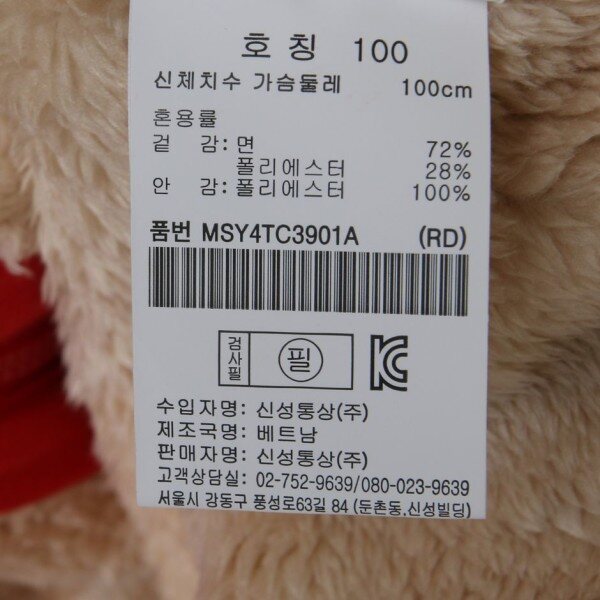 호 칭 100
신체치수 가슴둘레 100cm
혼용률
겉 감: 면 72%
폴리에스터 28%
안 감: 폴리에스터 100%
품번 MSY4TC3901A (RD)
검사필 필 KC
수입자명: 신성통상(주)
제조국명: 베트남
판매자명: 신성통상(주)
고객상담실: 02-752-9639/080-023-9639
서울시 강동구 풍성로63길 84 (둔촌동,신성빌딩)